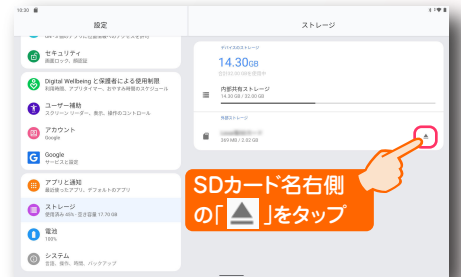 10:30
設定
ストレージ
セキュリティ
画面ロック、顔認証
Digital Wellbeing と保護者による使用制限
利用時間、アプリタイマー、おやすみ時間のスケジュール
ユーザー補助
スクリーン リーダー、表示、操作のコントロール
アカウント
Google
Google
サービスと設定
アプリと通知
最近使ったアプリ、デフォルトのアプリ
ストレージ
使用済み 45% - 空き容量 17.70 GB
電池
100%
システム
言語、操作、時間、バックアップ
デバイスのストレージ
14.30GB
内部共有ストレージ
14.30 GB / 32.00 GB
外部ストレージ
369 MB / 2.02 GB
SDカード名右側
の「 」をタップ